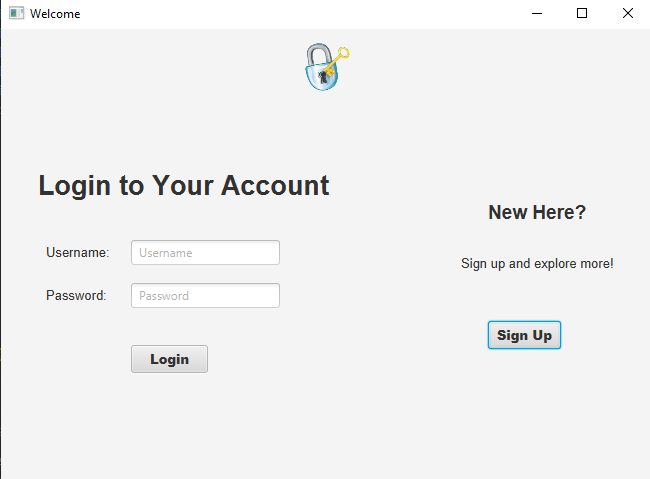 Welcome
Login to Your Account
Username:
Username
Password:
Password
Login
New Here?
Sign up and explore more!
Sign Up